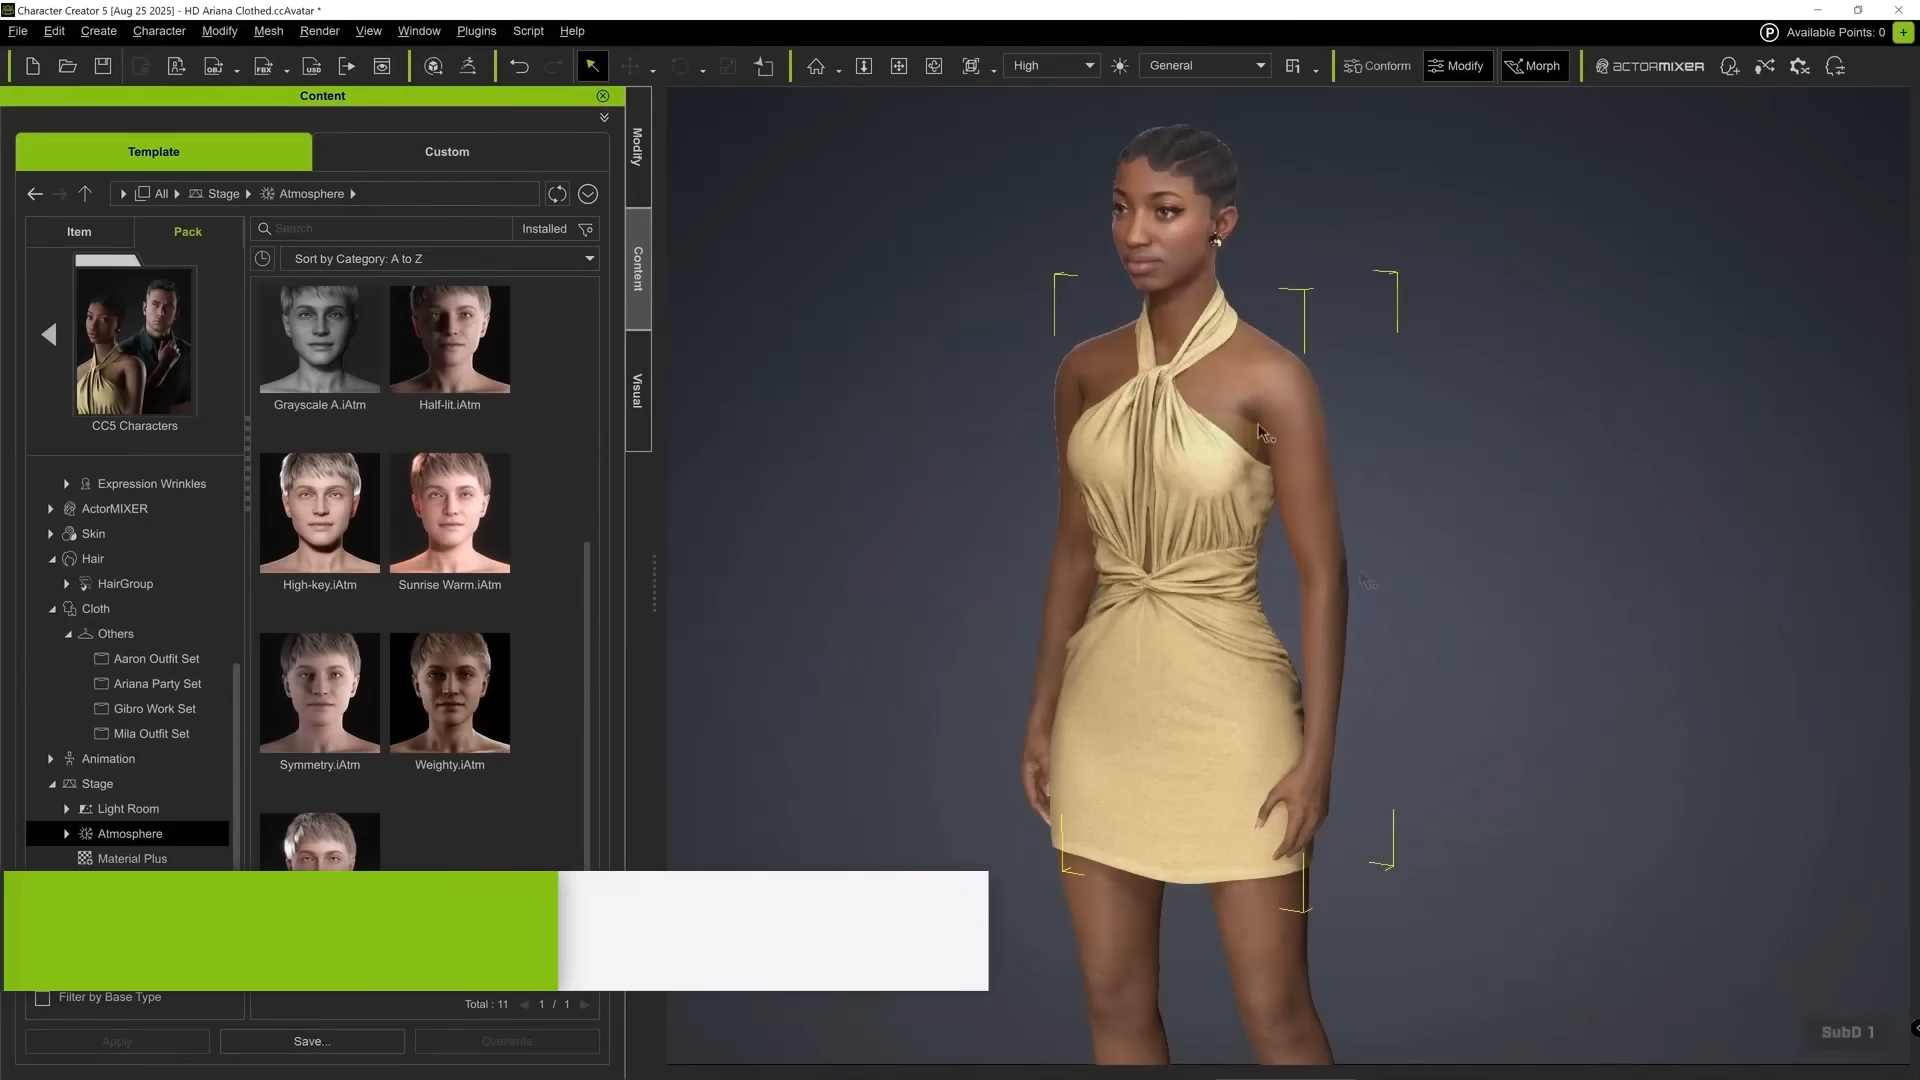 Character Creator 5 [Aug 25 2025] - HD Ariana Clothed.ccAvatar *
File Edit Create Character Modify Mesh Render View Window Plugins Script Help
P Available Points: 0 +
OBJ FBX USD High General Conform Modify Morph ACTORMIXER
Content
Template Custom
All Stage Atmosphere
Item Pack
Search Installed
Sort by Category: A to Z
CC5 Characters
Expression Wrinkles
ActorMIXER
Skin
Hair
HairGroup
Cloth
Others
Aaron Outfit Set
Ariana Party Set
Gibro Work Set
Mila Outfit Set
Animation
Stage
Light Room
Atmosphere
Material Plus
Filter by Base Type
Grayscale A.iAtm Half-lit.iAtm
High-key.iAtm Sunrise Warm.iAtm
Symmetry.iAtm Weighty.iAtm
Total : 11 1 / 1
Apply Save... Overwrite
Modify
Content
Visual
SubD 1